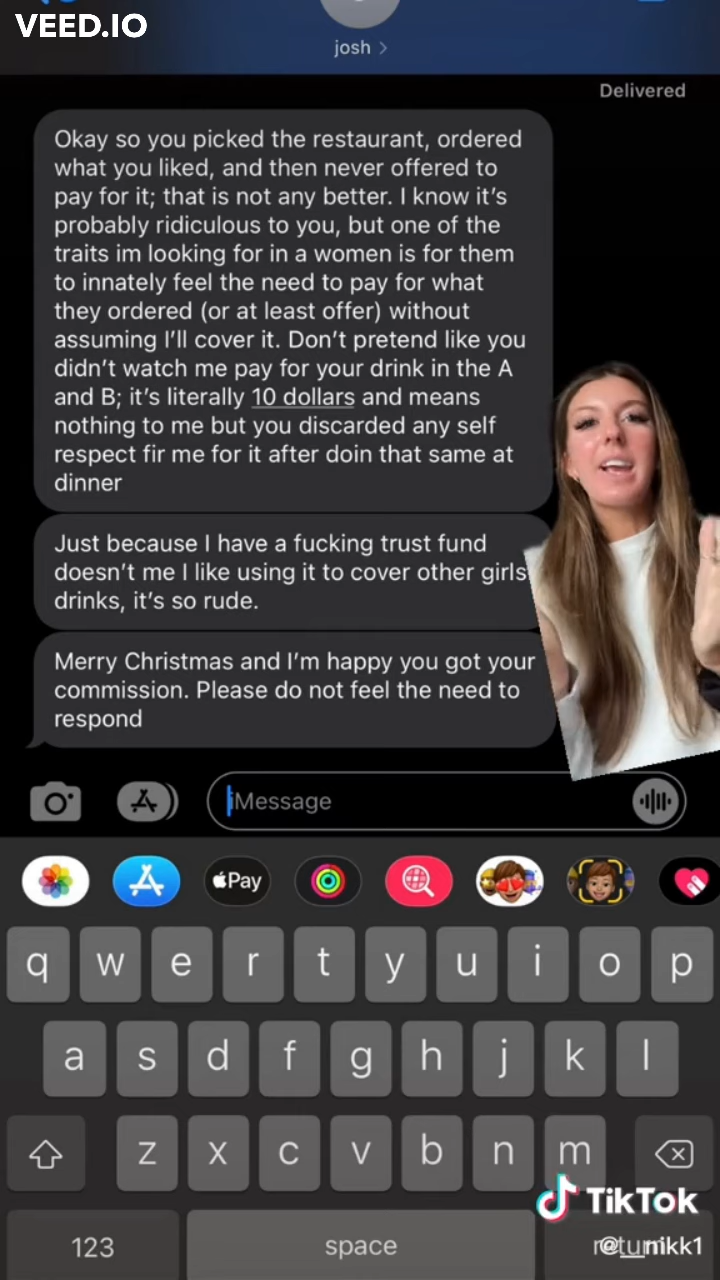 VEED.IO
josh >
Delivered
Okay so you picked the restaurant, ordered
what you liked, and then never offered to
pay for it; that is not any better. I know it's
probably ridiculous to you, but one of the
traits im looking for in a women is for them
to innately feel the need to pay for what
they ordered (or at least offer) without
assuming I'll cover it. Don't pretend like you
didn't watch me pay for your drink in the A
and B; it's literally 10 dollars and means
nothing to me but you discarded any self
respect fir me for it after doin that same at
dinner
Just because I have a fucking trust fund
doesn't me I like using it to cover other girls
drinks, it's so rude.
Merry Christmas and I'm happy you got your
commission. Please do not feel the need to
respond
iMessage
Pay
q w e r t y u i o p
a s d f g h j k l
z x c v b n m
TikTok
123 space return
@__nikk1